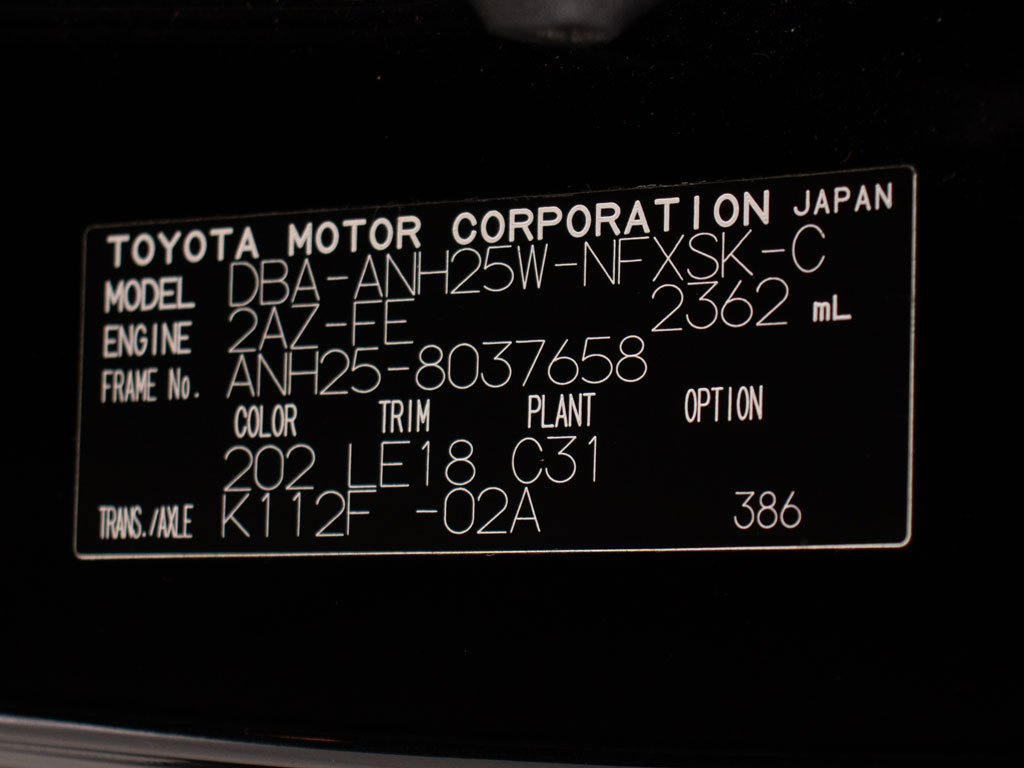 TOYOTA MOTOR CORPORATION JAPAN
MODEL DBA-ANH25W-NFXSK-C
ENGINE 2AZ-FE 2362 mL
FRAME No. ANH25-8037658
COLOR TRIM PLANT OPTION
202 LE18 C31
TRANS./AXLE K112F -02A 386